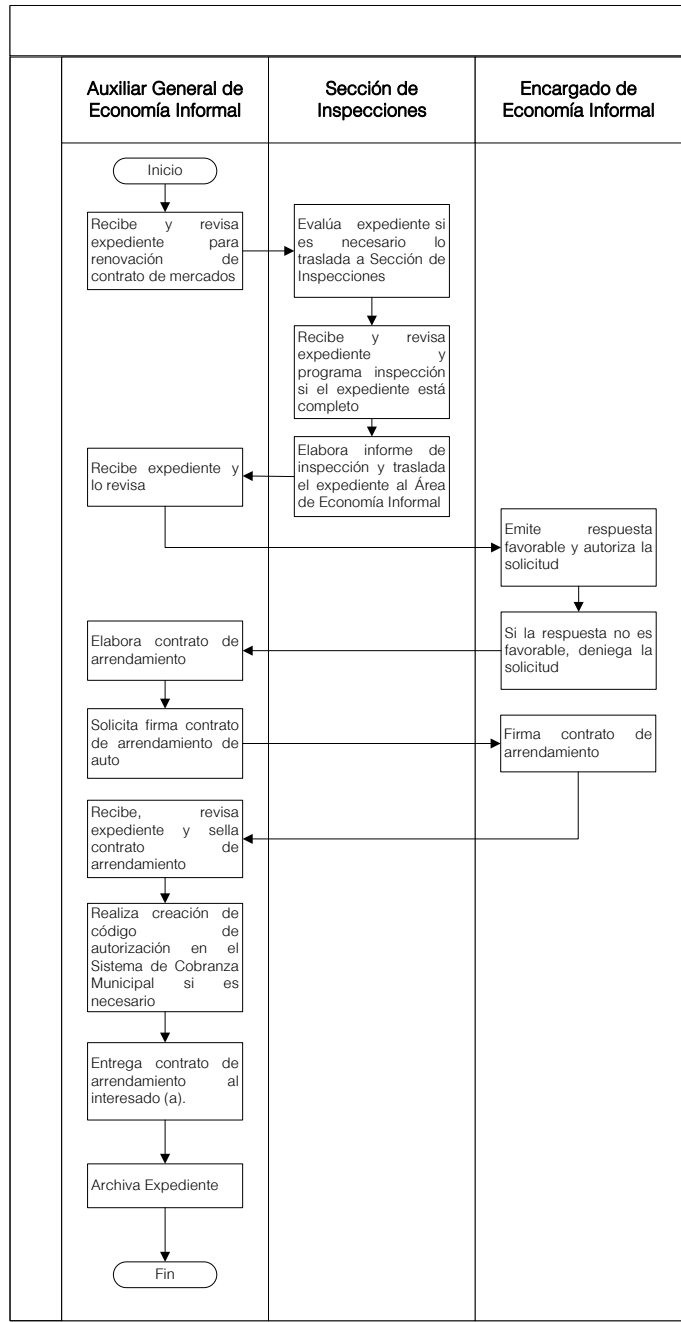 Auxiliar General de
Economía Informal
Sección de
Inspecciones
Encargado de
Economía Informal
Inicio
Recibe y revisa
expediente para
renovación de
contrato de mercados
Evalúa expediente si
es necesario lo
traslada a Sección de
Inspecciones
Recibe y revisa
expediente y
programa inspección
si el expediente está
completo
Elabora informe de
inspección y traslada
el expediente al Área
de Economía Informal
Recibe expediente y
lo revisa
Emite respuesta
favorable y autoriza la
solicitud
Si la respuesta no es
favorable, deniega la
solicitud
Elabora contrato de
arrendamiento
Solicita firma contrato
de arrendamiento de
auto
Firma contrato de
arrendamiento
Recibe, revisa
expediente y sella
contrato de
arrendamiento
Realiza creación de
código de
autorización en el
Sistema de Cobranza
Municipal si es
necesario
Entrega contrato de
arrendamiento al
interesado (a).
Archiva Expediente
Fin